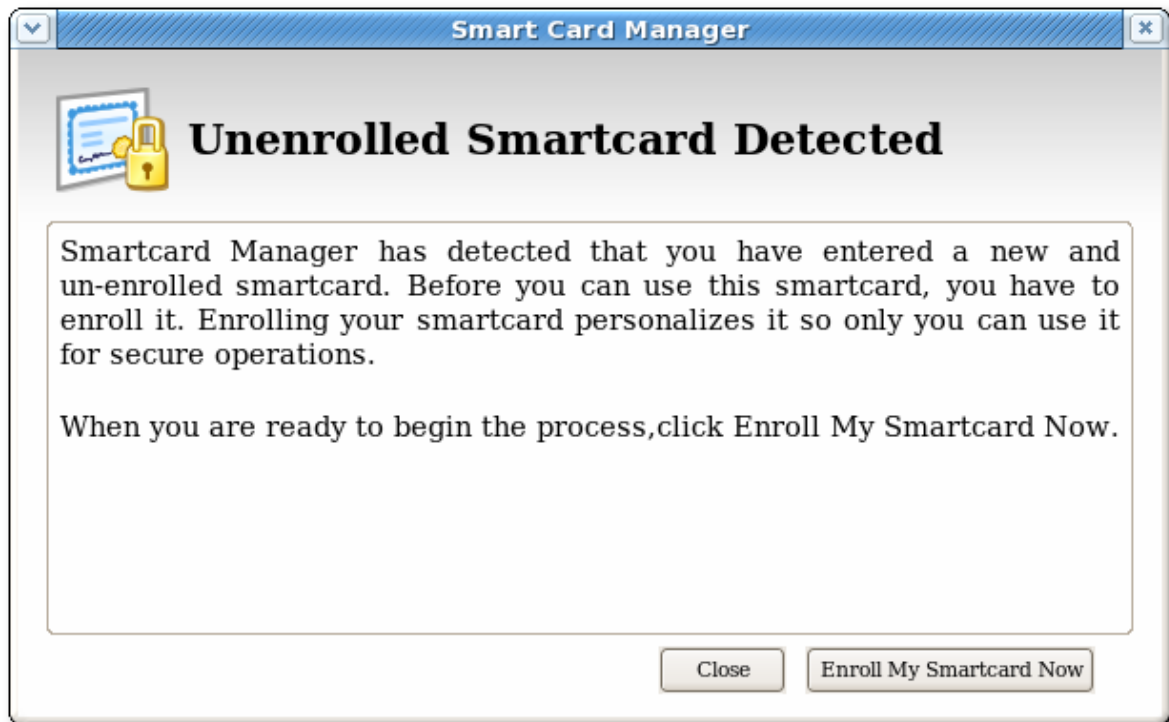 Smart Card Manager
Unenrolled Smartcard Detected
Smartcard Manager has detected that you have entered a new and
un-enrolled smartcard. Before you can use this smartcard, you have to
enroll it. Enrolling your smartcard personalizes it so only you can use it
for secure operations.
When you are ready to begin the process,click Enroll My Smartcard Now.
Close
Enroll My Smartcard Now